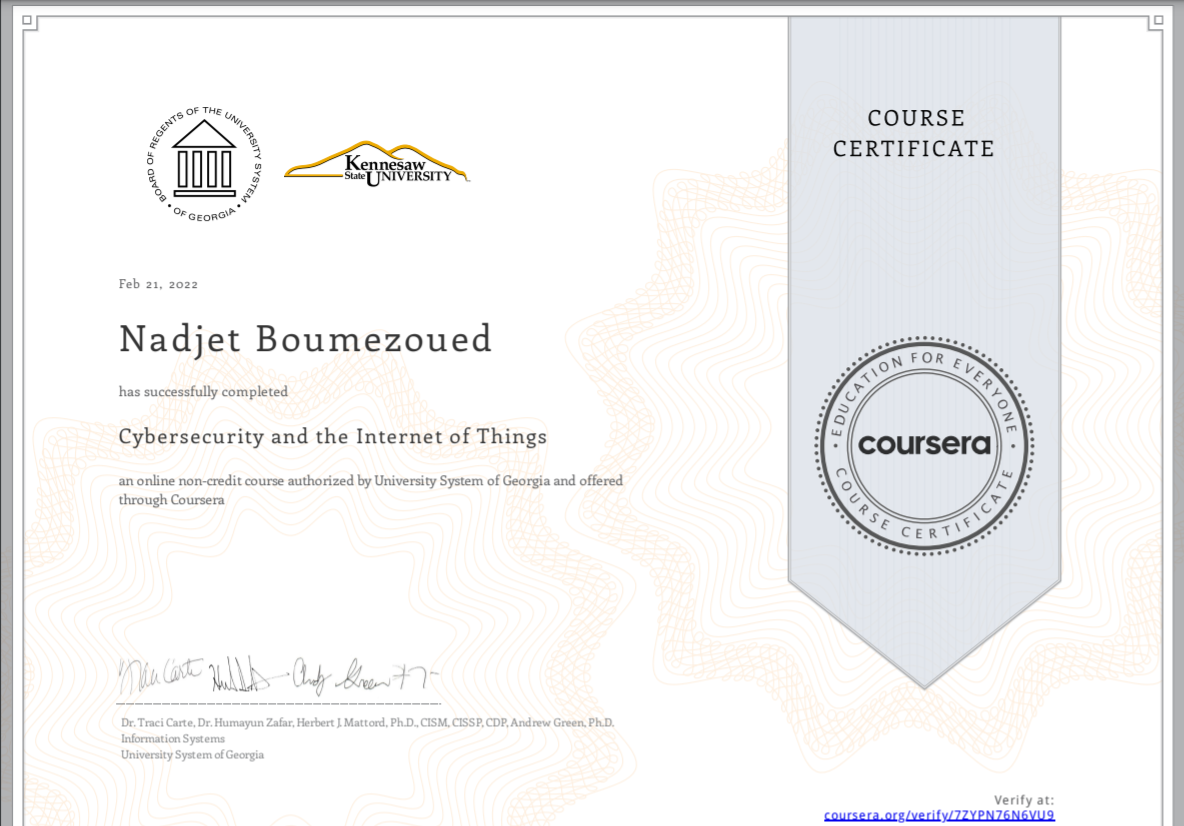 BOARD OF REGENTS OF THE UNIVERSITY SYSTEM
• OF GEORGIA •
Kennesaw
State UNIVERSITY
COURSE
CERTIFICATE
Feb 21, 2022
Nadjet Boumezoued
has successfully completed
Cybersecurity and the Internet of Things
an online non-credit course authorized by University System of Georgia and offered
through Coursera
EDUCATION FOR EVERYONE
coursera
COURSE CERTIFICATE
Dr. Traci Carte, Dr. Humayun Zafar, Herbert J. Mattord, Ph.D., CISM, CISSP, CDP, Andrew Green, Ph.D.
Information Systems
University System of Georgia
Verify at:
coursera.org/verify/7ZYPN76N6VU9